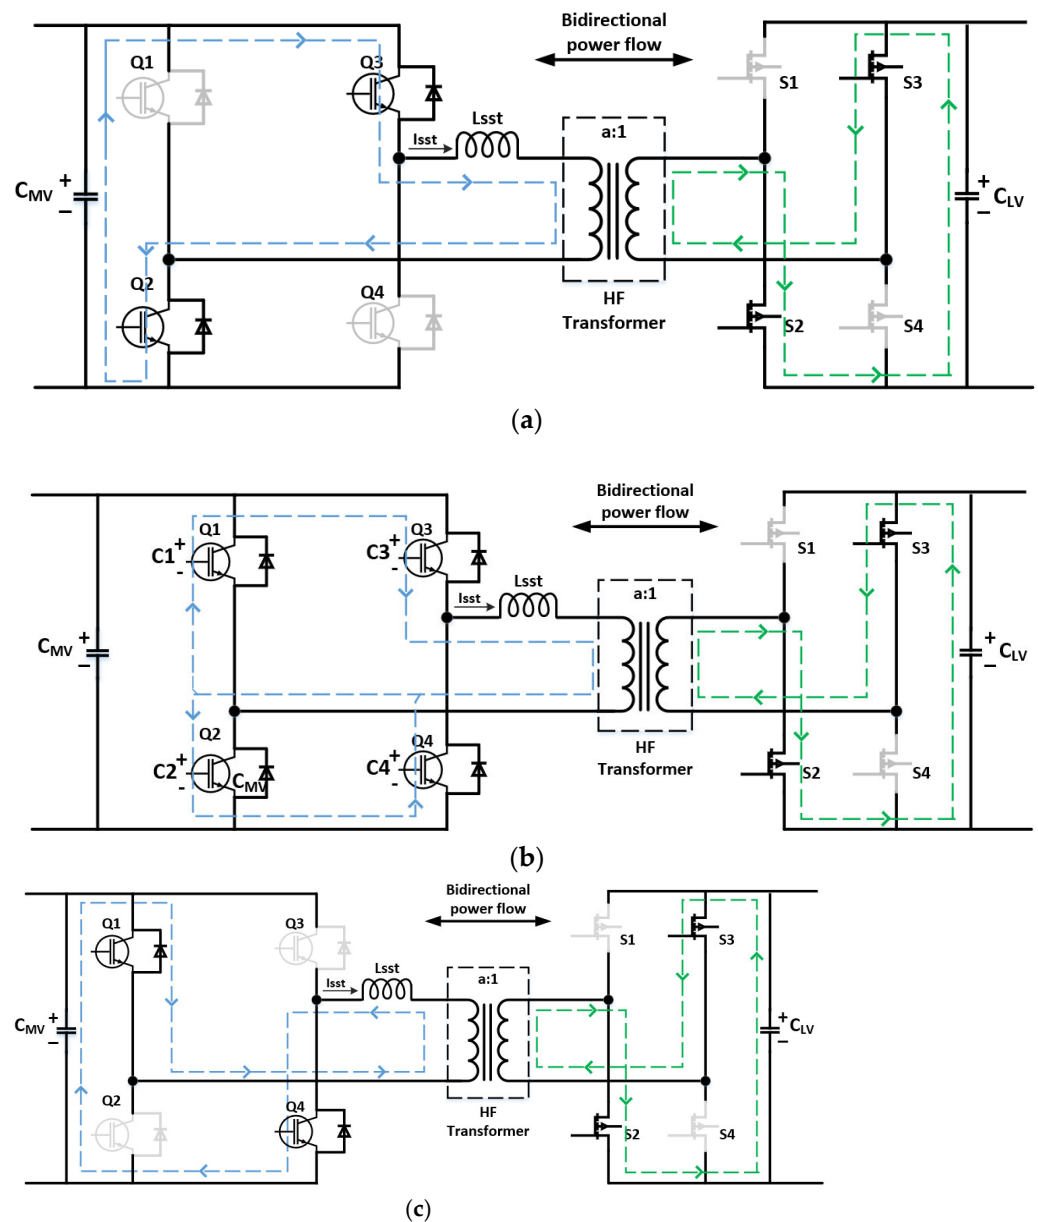 Bidirectional
power flow
Q1
Q3
S1
S3
Lsst
Isst
a:1
CMV
+
−
+
−
CLV
Q2
Q4
HF
Transformer
S2
S4
(a)
Bidirectional
power flow
Q1
Q3
C1
+
-
C3
+
-
S1
S3
Lsst
Isst
a:1
CMV
+
−
+
−
CLV
Q2
Q4
C2
+
-
CMV
C4
+
-
HF
Transformer
S2
S4
(b)
Bidirectional
power flow
Q1
Q3
S1
S3
Lsst
Isst
a:1
CMV
+
−
+
−
CLV
Q2
Q4
HF
Transformer
S2
S4
(c)